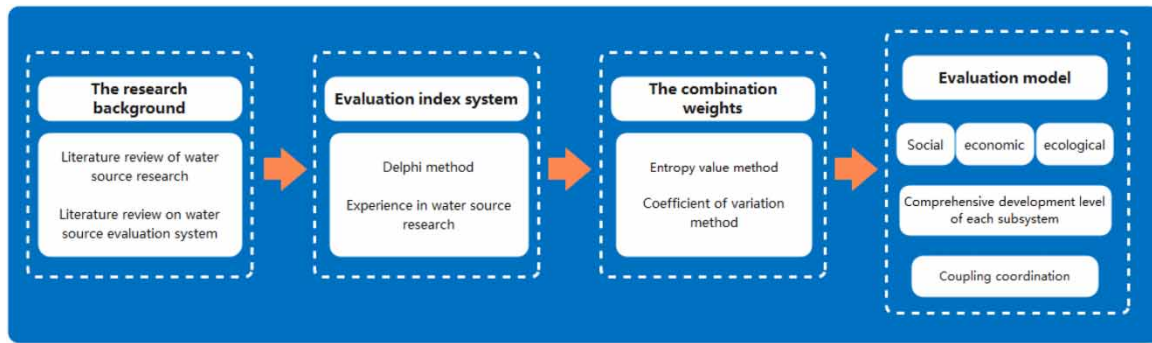 The research
background
Literature review of water
source research
Literature review on water
source evaluation system
Evaluation index system
Delphi method
Experience in water source
research
The combination
weights
Entropy value method
Coefficient of variation
method
Evaluation model
Social economic ecological
Comprehensive development level
of each subsystem
Coupling coordination